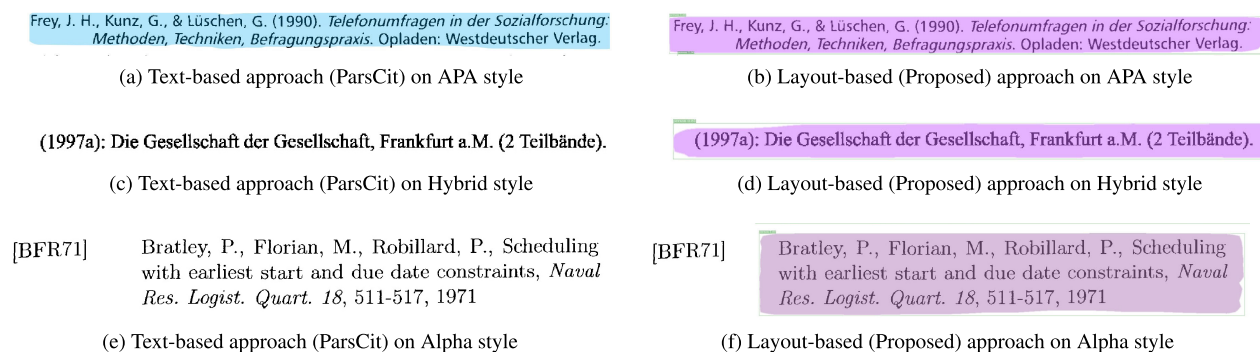 Frey, J. H., Kunz, G., & Lüschen, G. (1990). Telefonumfragen in der Sozialforschung:
Methoden, Techniken, Befragungspraxis. Opladen: Westdeutscher Verlag.
(a) Text-based approach (ParsCit) on APA style
Frey, J. H., Kunz, G., & Lüschen, G. (1990). Telefonumfragen in der Sozialforschung:
Methoden, Techniken, Befragungspraxis. Opladen: Westdeutscher Verlag.
(b) Layout-based (Proposed) approach on APA style
(1997a): Die Gesellschaft der Gesellschaft, Frankfurt a.M. (2 Teilbände).
(c) Text-based approach (ParsCit) on Hybrid style
(1997a): Die Gesellschaft der Gesellschaft, Frankfurt a.M. (2 Teilbände).
(d) Layout-based (Proposed) approach on Hybrid style
[BFR71] Bratley, P., Florian, M., Robillard, P., Scheduling
with earliest start and due date constraints, Naval
Res. Logist. Quart. 18, 511-517, 1971
(e) Text-based approach (ParsCit) on Alpha style
[BFR71] Bratley, P., Florian, M., Robillard, P., Scheduling
with earliest start and due date constraints, Naval
Res. Logist. Quart. 18, 511-517, 1971
(f) Layout-based (Proposed) approach on Alpha style